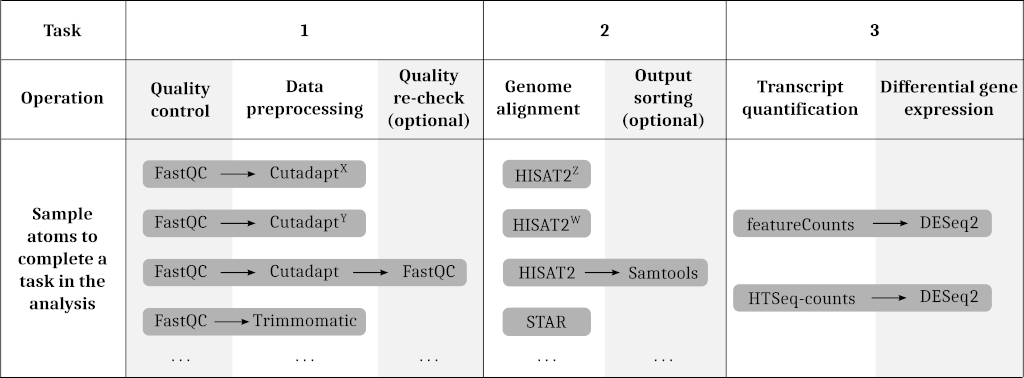 Task
1
2
3
Operation
Quality
control
Data
preprocessing
Quality
re-check
(optional)
Genome
alignment
Output
sorting
(optional)
Transcript
quantification
Differential gene
expression
Sample
atoms to
complete a
task in the
analysis
FastQC → Cutadapt^X
FastQC → Cutadapt^Y
FastQC → Cutadapt → FastQC
FastQC → Trimmomatic
... ... ...
HISAT2^Z
HISAT2^W
HISAT2 → Samtools
STAR
... ...
featureCounts → DESeq2
HTSeq-counts → DESeq2